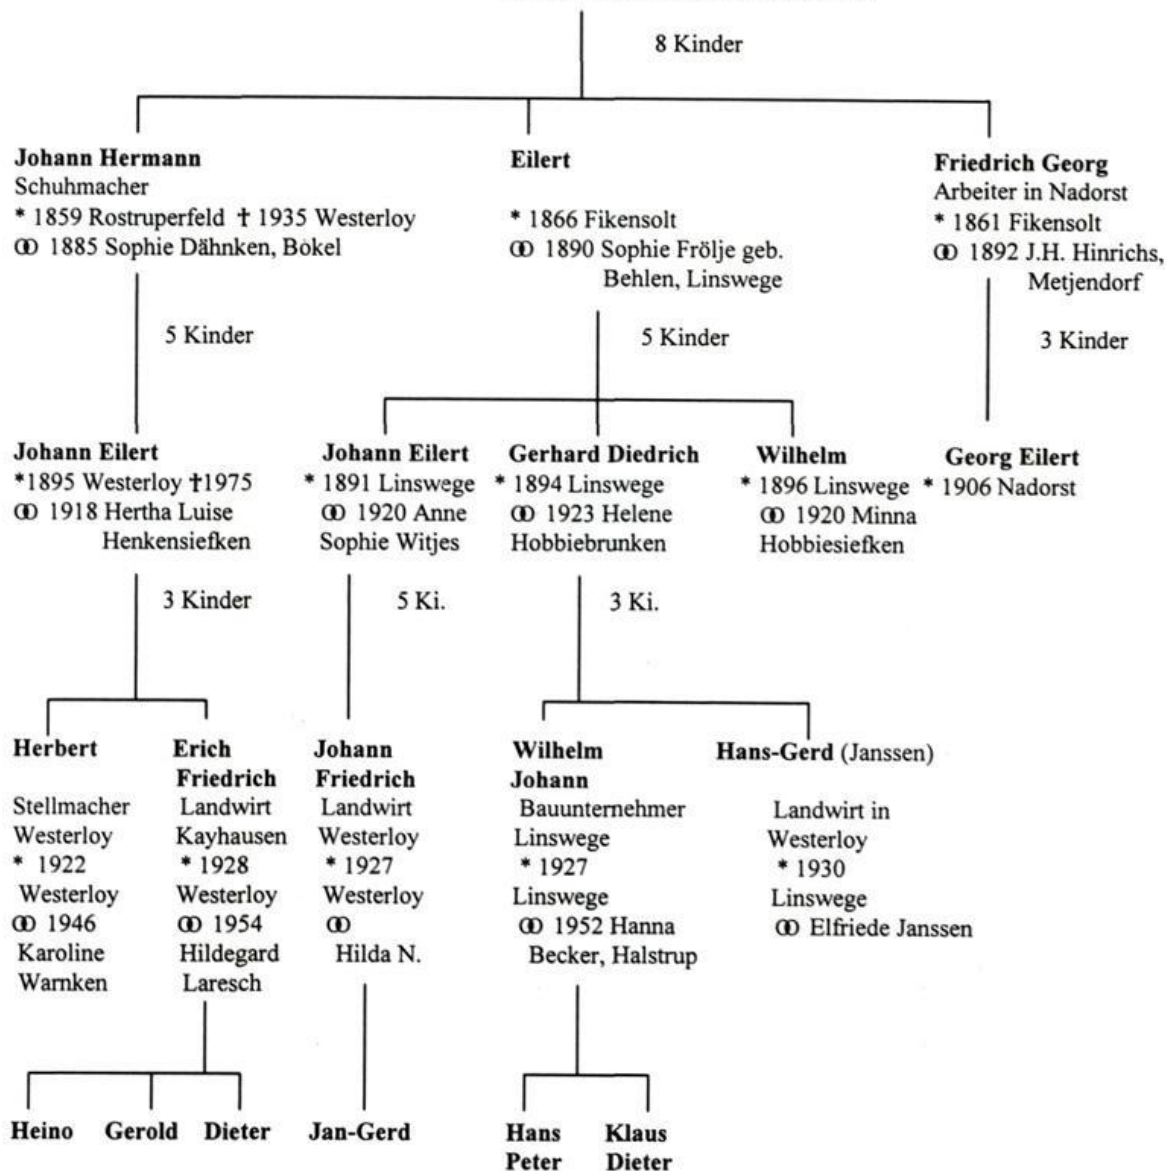 8 Kinder
Johann Hermann
Schuhmacher
* 1859 Rostruperfeld † 1935 Westerloy
⚭ 1885 Sophie Dähnken, Bokel
Eilert
* 1866 Fikensolt
⚭ 1890 Sophie Frölje geb.
Behlen, Linswege
Friedrich Georg
Arbeiter in Nadorst
* 1861 Fikensolt
⚭ 1892 J.H. Hinrichs,
Metjendorf
5 Kinder
5 Kinder
3 Kinder
Johann Eilert
*1895 Westerloy †1975
⚭ 1918 Hertha Luise
Henkensiefken
Johann Eilert
* 1891 Linswege
⚭ 1920 Anne
Sophie Witjes
Gerhard Diedrich
* 1894 Linswege
⚭ 1923 Helene
Hobbiebrunken
Wilhelm
* 1896 Linswege
⚭ 1920 Minna
Hobbiesiefken
Georg Eilert
* 1906 Nadorst
3 Kinder
5 Ki.
3 Ki.
Herbert
Stellmacher
Westerloy
* 1922
Westerloy
⚭ 1946
Karoline
Warnken
Erich
Friedrich
Landwirt
Kayhausen
* 1928
Westerloy
⚭ 1954
Hildegard
Laresch
Johann
Friedrich
Landwirt
Westerloy
* 1927
Westerloy
⚭
Hilda N.
Wilhelm
Johann
Bauunternehmer
Linswege
* 1927
Linswege
⚭ 1952 Hanna
Becker, Halstrup
Hans-Gerd (Janssen)
Landwirt in
Westerloy
* 1930
Linswege
⚭ Elfriede Janssen
Heino
Gerold
Dieter
Jan-Gerd
Hans
Peter
Klaus
Dieter